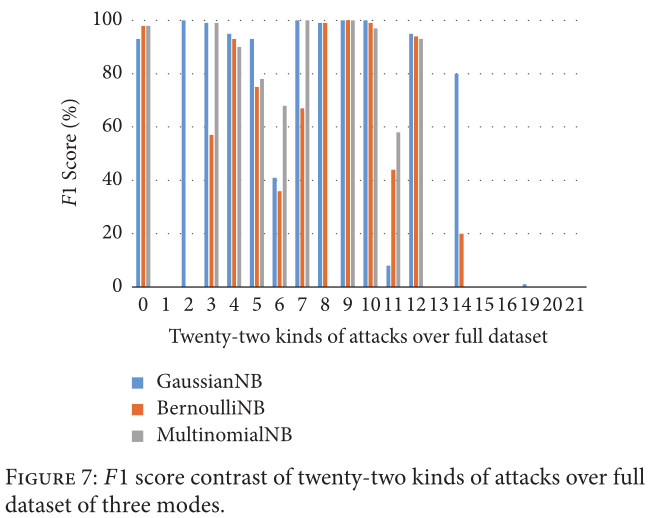 100
80
60
40
20
0
F1 Score (%)
0 1 2 3 4 5 6 7 8 9 10 11 12 13 14 15 16 19 20 21
Twenty-two kinds of attacks over full dataset
GaussianNB
BernoulliNB
MultinomialNB
Figure 7: F1 score contrast of twenty-two kinds of attacks over full
dataset of three modes.